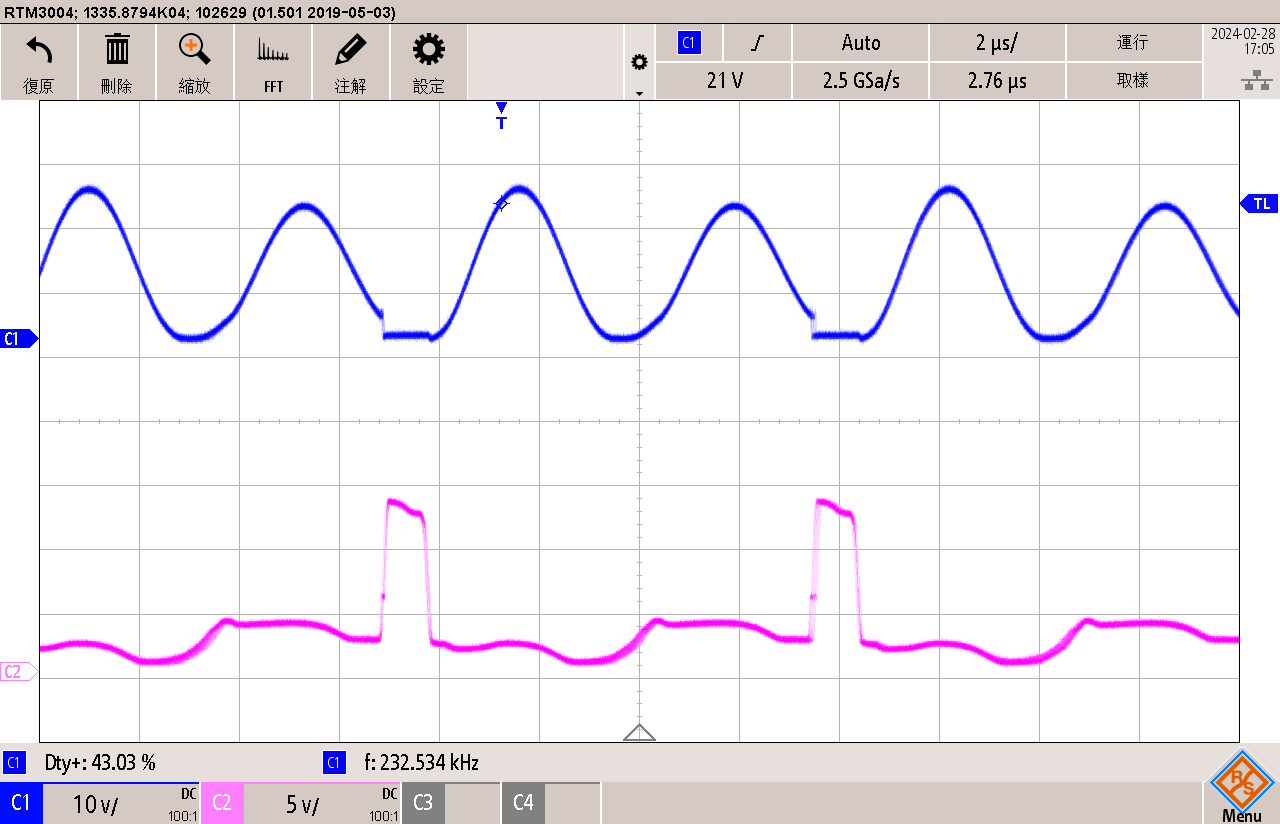 RTM3004; 1335.8794K04; 102629 (01.501 2019-05-03)
復原 刪除 縮放 FFT 注解 設定
C1 Auto 2 µs/ 運行
21 V 2.5 GSa/s 2.76 µs 取樣
2024-02-28
17:05
T
TL
C1
C2
C1 Dty+: 43.03 % C1 f: 232.534 kHz
C1 10 v/ DC 100:1 C2 5 v/ DC 100:1 C3 C4
R S
Menu